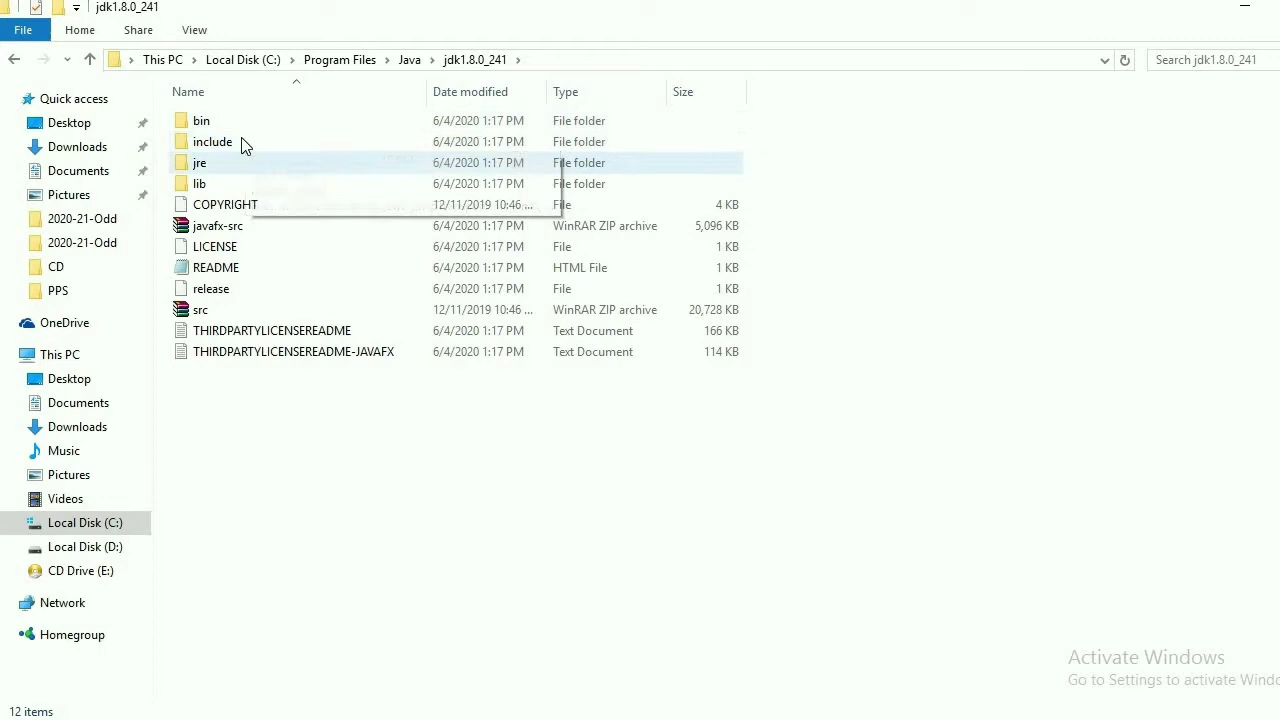 jdk1.8.0_241
File Home Share View
This PC Local Disk (C:) Program Files Java jdk1.8.0_241 Search jdk1.8.0_241
Name Date modified Type Size
Quick access
Desktop
Downloads
Documents
Pictures
2020-21-Odd
2020-21-Odd
CD
PPS
OneDrive
This PC
Desktop
Documents
Downloads
Music
Pictures
Videos
Local Disk (C:)
Local Disk (D:)
CD Drive (E:)
Network
Homegroup
bin 6/4/2020 1:17 PM File folder
include 6/4/2020 1:17 PM File folder
jre 6/4/2020 1:17 PM File folder
lib 6/4/2020 1:17 PM File folder
COPYRIGHT 12/11/2019 10:46 ... File 4 KB
javafx-src 6/4/2020 1:17 PM WinRAR ZIP archive 5,096 KB
LICENSE 6/4/2020 1:17 PM File 1 KB
README 6/4/2020 1:17 PM HTML File 1 KB
release 6/4/2020 1:17 PM File 1 KB
src 12/11/2019 10:46 ... WinRAR ZIP archive 20,728 KB
THIRDPARTYLICENSEREADME 6/4/2020 1:17 PM Text Document 166 KB
THIRDPARTYLICENSEREADME-JAVAFX 6/4/2020 1:17 PM Text Document 114 KB
Activate Windows
Go to Settings to activate Windo
12 items